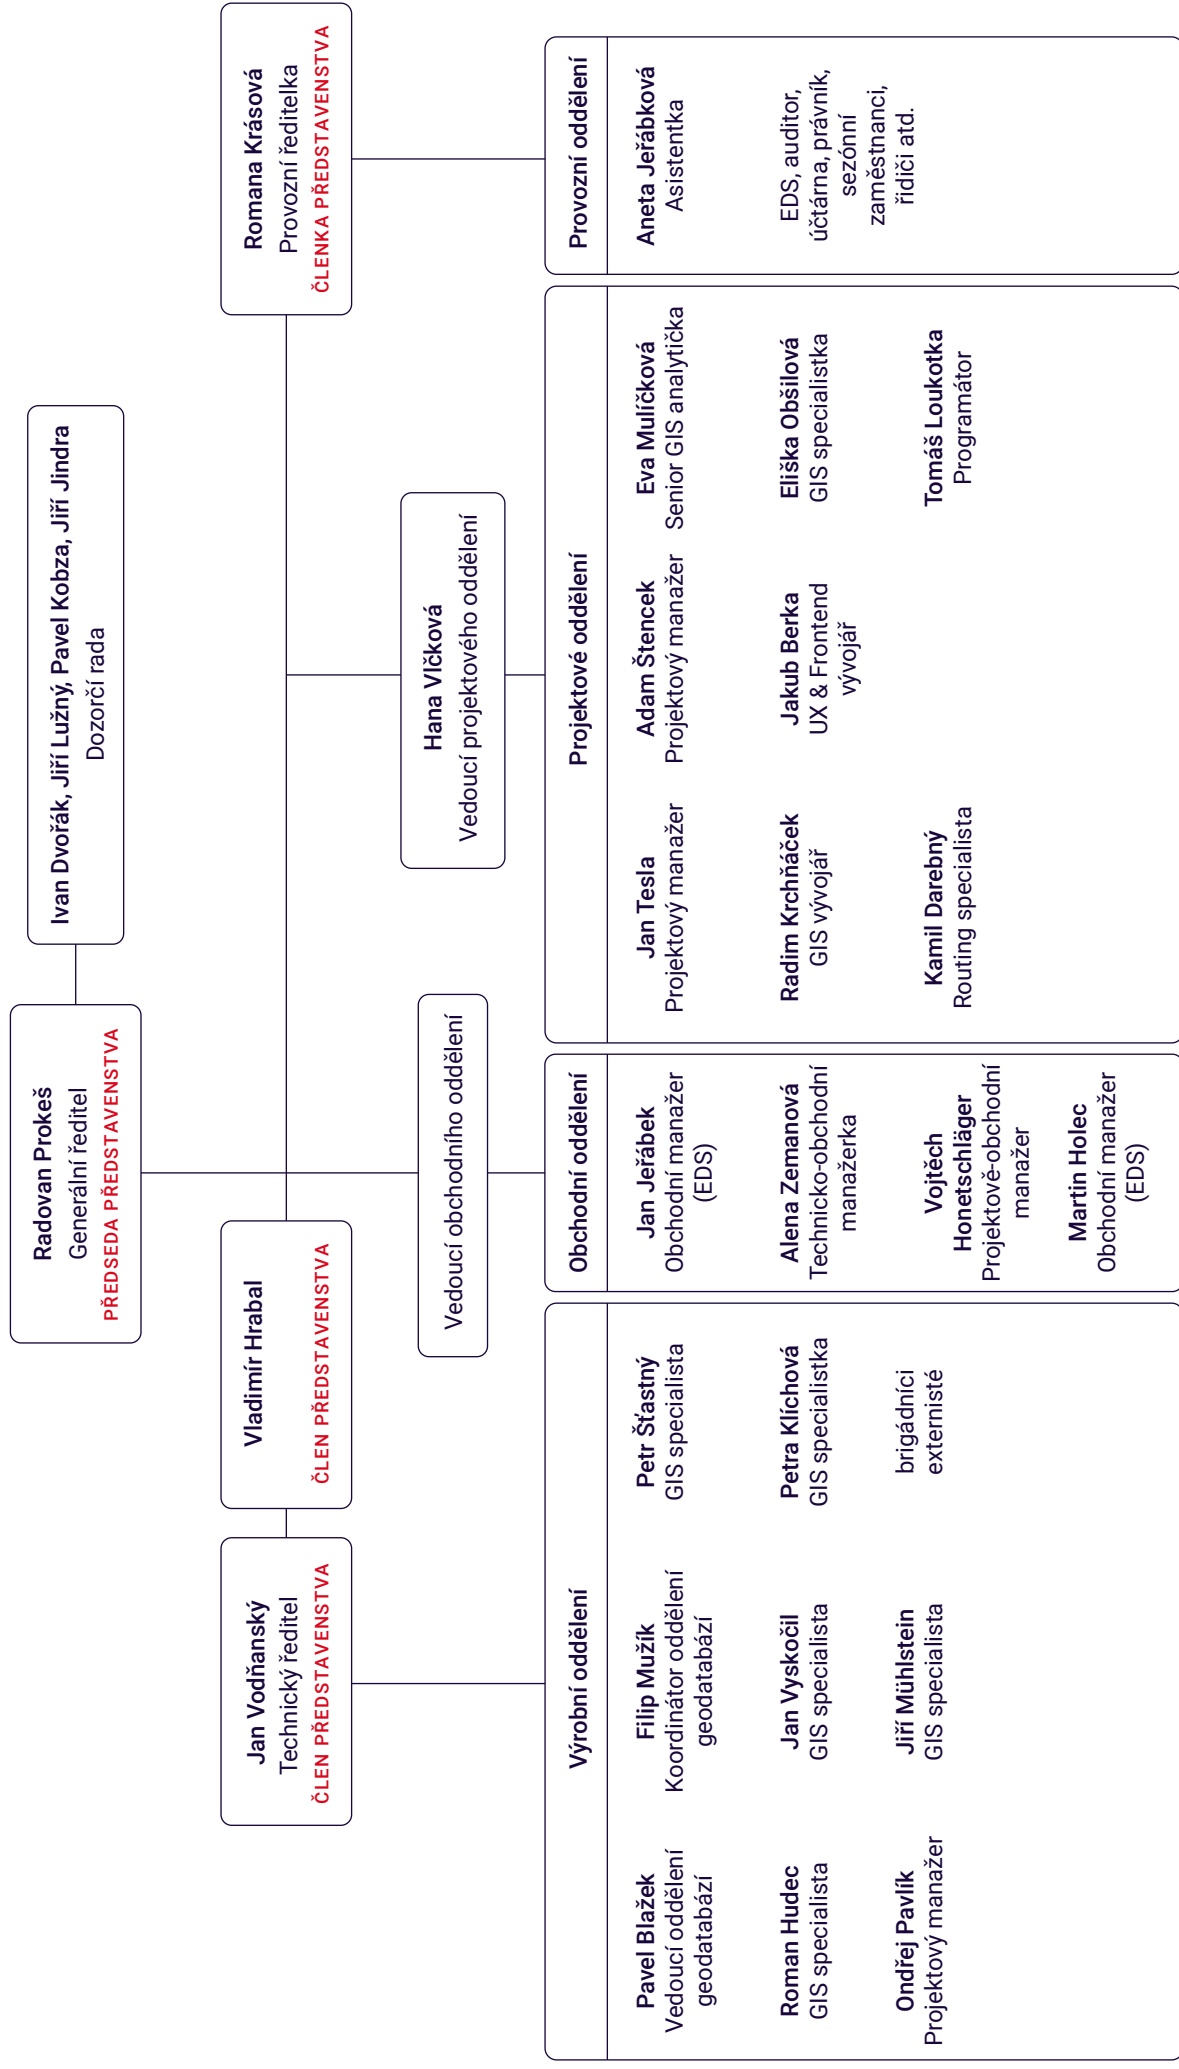 Radovan Prokeš
Generální ředitel
PŘEDSEDA PŘEDSTAVENSTVA
Ivan Dvořák, Jiří Lužný, Pavel Kobza, Jiří Jindra
Dozorčí rada
Jan Vodňanský
Technický ředitel
ČLEN PŘEDSTAVENSTVA
Vladimír Hrabal
ČLEN PŘEDSTAVENSTVA
Romana Krásová
Provozní ředitelka
ČLENKA PŘEDSTAVENSTVA
Vedoucí obchodního oddělení
Hana Vlčková
Vedoucí projektového oddělení
Výrobní oddělení
Pavel Blažek
Vedoucí oddělení
geodatabází
Filip Mužík
Koordinátor oddělení
geodatabází
Petr Šťastný
GIS specialista
Roman Hudec
GIS specialista
Jan Vyskočil
GIS specialista
Petra Klíchová
GIS specialistka
Ondřej Pavlík
Projektový manažer
Jiří Mühlstein
GIS specialista
brigádníci
externisté
Obchodní oddělení
Jan Jeřábek
Obchodní manažer
(EDS)
Alena Zemanová
Technicko-obchodní
manažerka
Vojtěch
Honetschläger
Projektově-obchodní
manažer
Martin Holec
Obchodní manažer
(EDS)
Projektové oddělení
Jan Tesla
Projektový manažer
Adam Štencek
Projektový manažer
Eva Mulíčková
Senior GIS analytička
Radim Krchňáček
GIS vývojář
Jakub Berka
UX & Frontend
vývojář
Eliška Obšilová
GIS specialistka
Kamil Darebný
Routing specialista
Tomáš Loukotka
Programátor
Provozní oddělení
Aneta Jeřábková
Asistentka
EDS, auditor,
účtárna, právník,
sezónní
zaměstnanci,
řidiči atd.